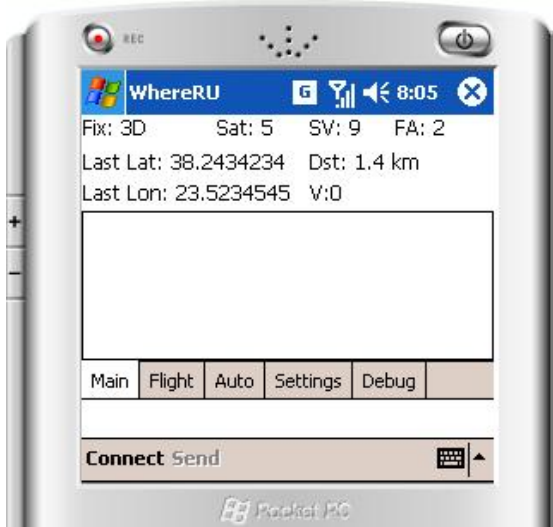 REC
WhereRU G 8:05
Fix: 3D Sat: 5 SV: 9 FA: 2
Last Lat: 38.2434234 Dst: 1.4 km
Last Lon: 23.5234545 V:0
Main Flight Auto Settings Debug
Connect Send
Pocket PC